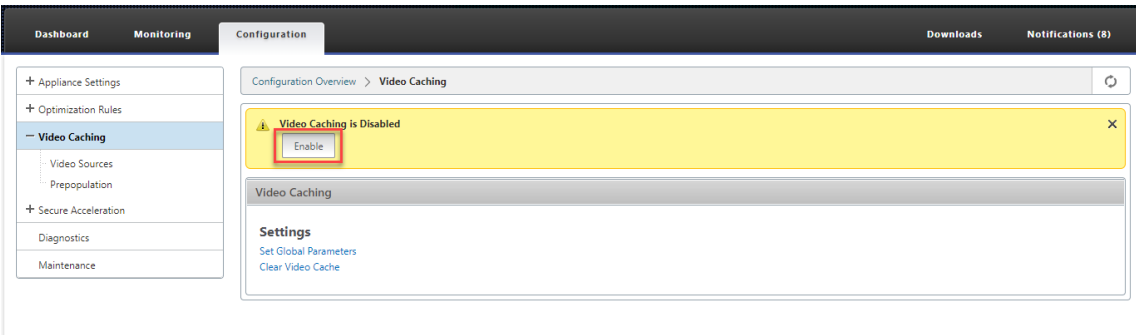 Dashboard Monitoring Configuration Downloads Notifications (8)
+ Appliance Settings
+ Optimization Rules
− Video Caching
Video Sources
Prepopulation
+ Secure Acceleration
Diagnostics
Maintenance
Configuration Overview > Video Caching
Video Caching is Disabled
Enable
Video Caching
Settings
Set Global Parameters
Clear Video Cache